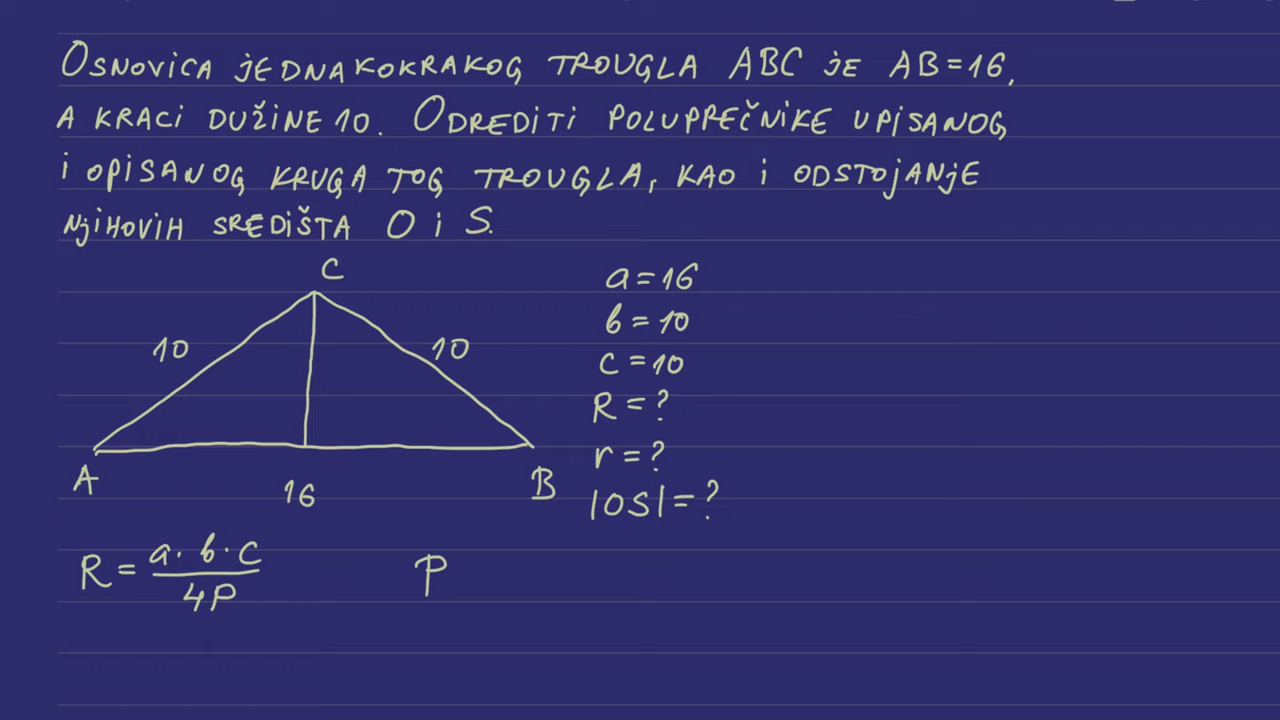 OSNOVICA JEDNAKOKRAKOG TROUGLA ABC JE AB=16,
A KRACI DUŽINE 10. ODREDITI POLUPREČNIKE UPISANOG
I OPISANOG KRUGA TOG TROUGLA, KAO I ODSTOJANJE
NJIHOVIH SREDIŠTA O I S.
C
a=16
b=10
10
10
c=10
R=?
r=?
A
16
B
|OS|=?
R = a·b·c / 4P
P